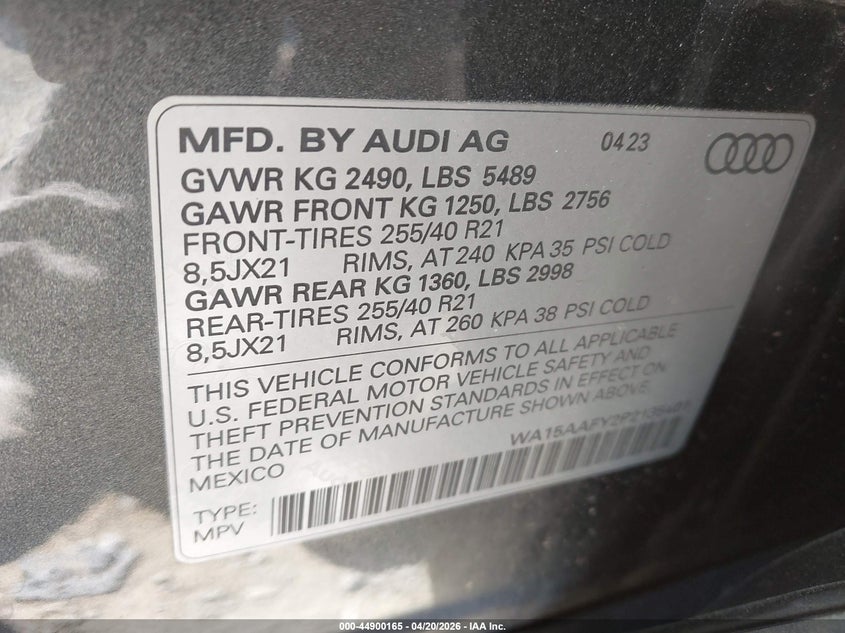 MFD. BY AUDI AG 0423
GVWR KG 2490, LBS 5489
GAWR FRONT KG 1250, LBS 2756
FRONT-TIRES 255/40 R21
8,5JX21 RIMS, AT 240 KPA 35 PSI COLD
GAWR REAR KG 1360, LBS 2998
REAR-TIRES 255/40 R21
8,5JX21 RIMS, AT 260 KPA 38 PSI COLD
THIS VEHICLE CONFORMS TO ALL APPLICABLE
U.S. FEDERAL MOTOR VEHICLE SAFETY AND
THEFT PREVENTION STANDARDS IN EFFECT ON
THE DATE OF MANUFACTURE SHOWN ABOVE.
MEXICO
WA15AAFY2P2135401
TYPE:
MPV
000-44900165 - 04/20/2026 - IAA Inc.